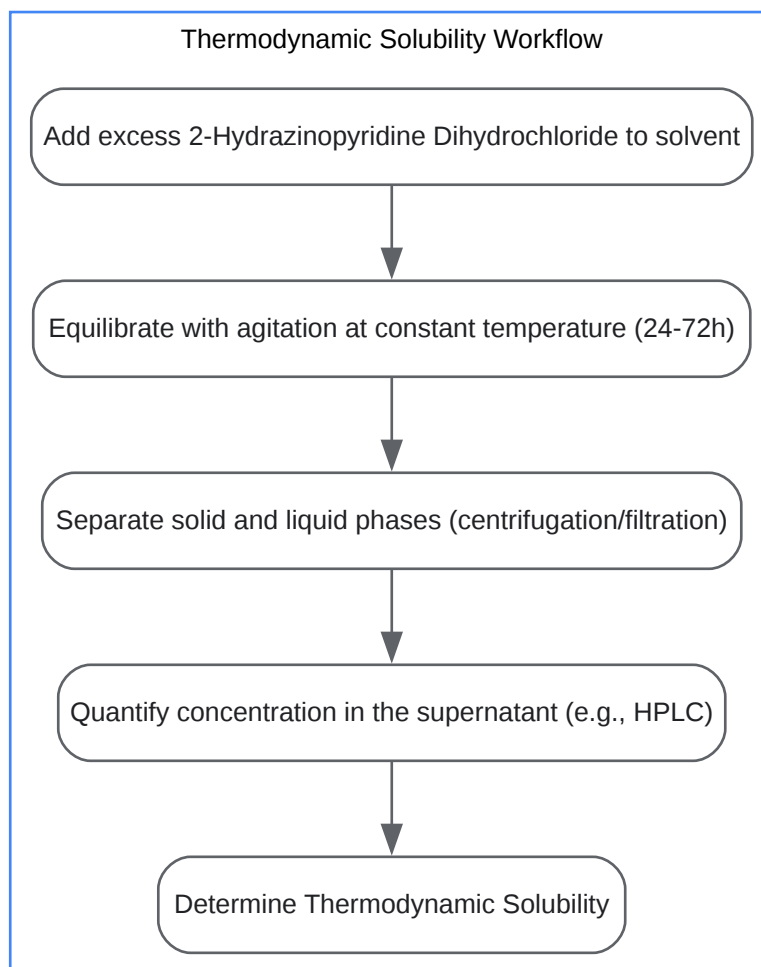 Thermodynamic Solubility Workflow
Add excess 2-Hydrazinopyridine Dihydrochloride to solvent
Equilibrate with agitation at constant temperature (24-72h)
Separate solid and liquid phases (centrifugation/filtration)
Quantify concentration in the supernatant (e.g., HPLC)
Determine Thermodynamic Solubility